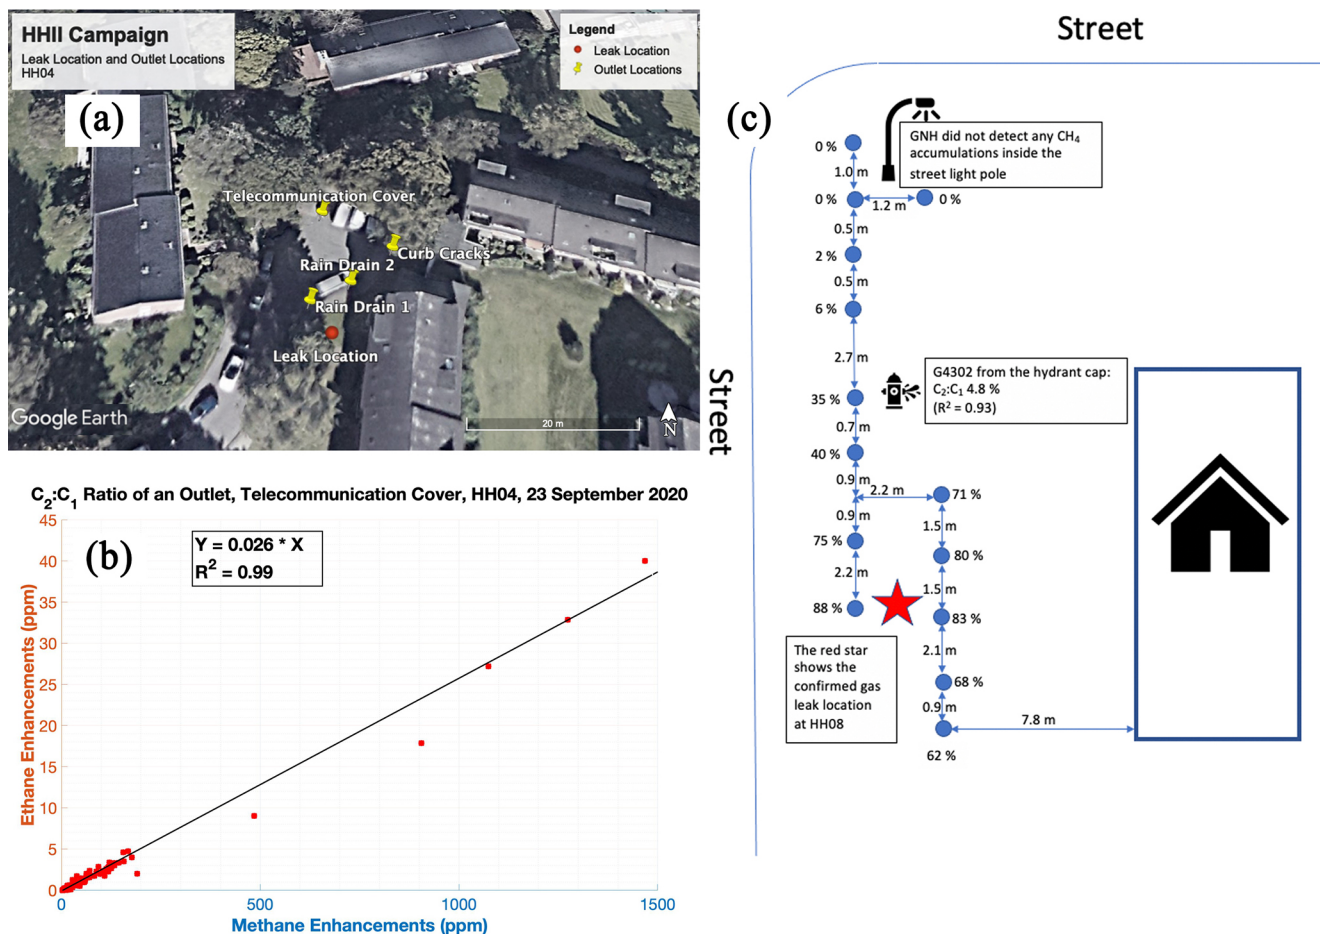 HHII Campaign
Leak Location and Outlet Locations
HH04
Legend
Leak Location
Outlet Locations
(a)
Telecommunication Cover
Curb Cracks
Rain Drain 2
Rain Drain 1
Leak Location
Google Earth
20 m
N
C2:C1 Ratio of an Outlet, Telecommunication Cover, HH04, 23 September 2020
(b)
Y = 0.026 * X
R2 = 0.99
Ethane Enhancements (ppm)
45
40
35
30
25
20
15
10
5
0
0
500
1000
1500
Methane Enhancements (ppm)
Street
(c)
GNH did not detect any CH4
accumulations inside the
street light pole
0 %
1.0 m
0 %
1.2 m
0 %
0.5 m
2 %
0.5 m
6 %
2.7 m
Street
G4302 from the hydrant cap:
C2:C1 4.8 %
(R2 = 0.93)
35 %
0.7 m
40 %
0.9 m
2.2 m
71 %
0.9 m
1.5 m
75 %
80 %
2.2 m
1.5 m
88 %
83 %
2.1 m
The red star
shows the
confirmed gas
leak location
at HH08
68 %
0.9 m
7.8 m
62 %